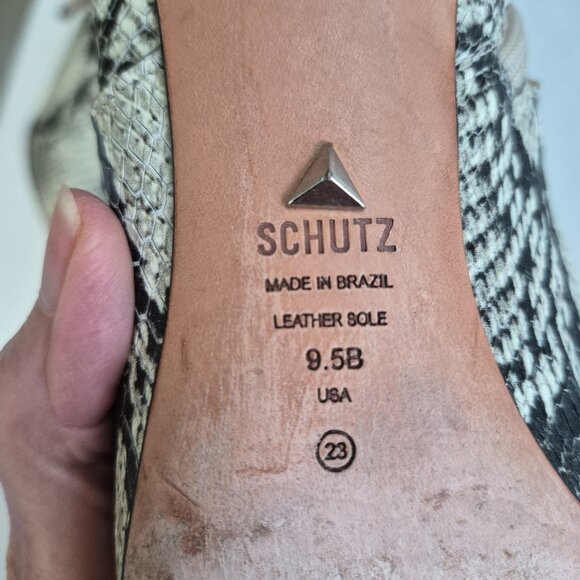 SCHUTZ
MADE IN BRAZIL
LEATHER SOLE
9.5B
USA
23